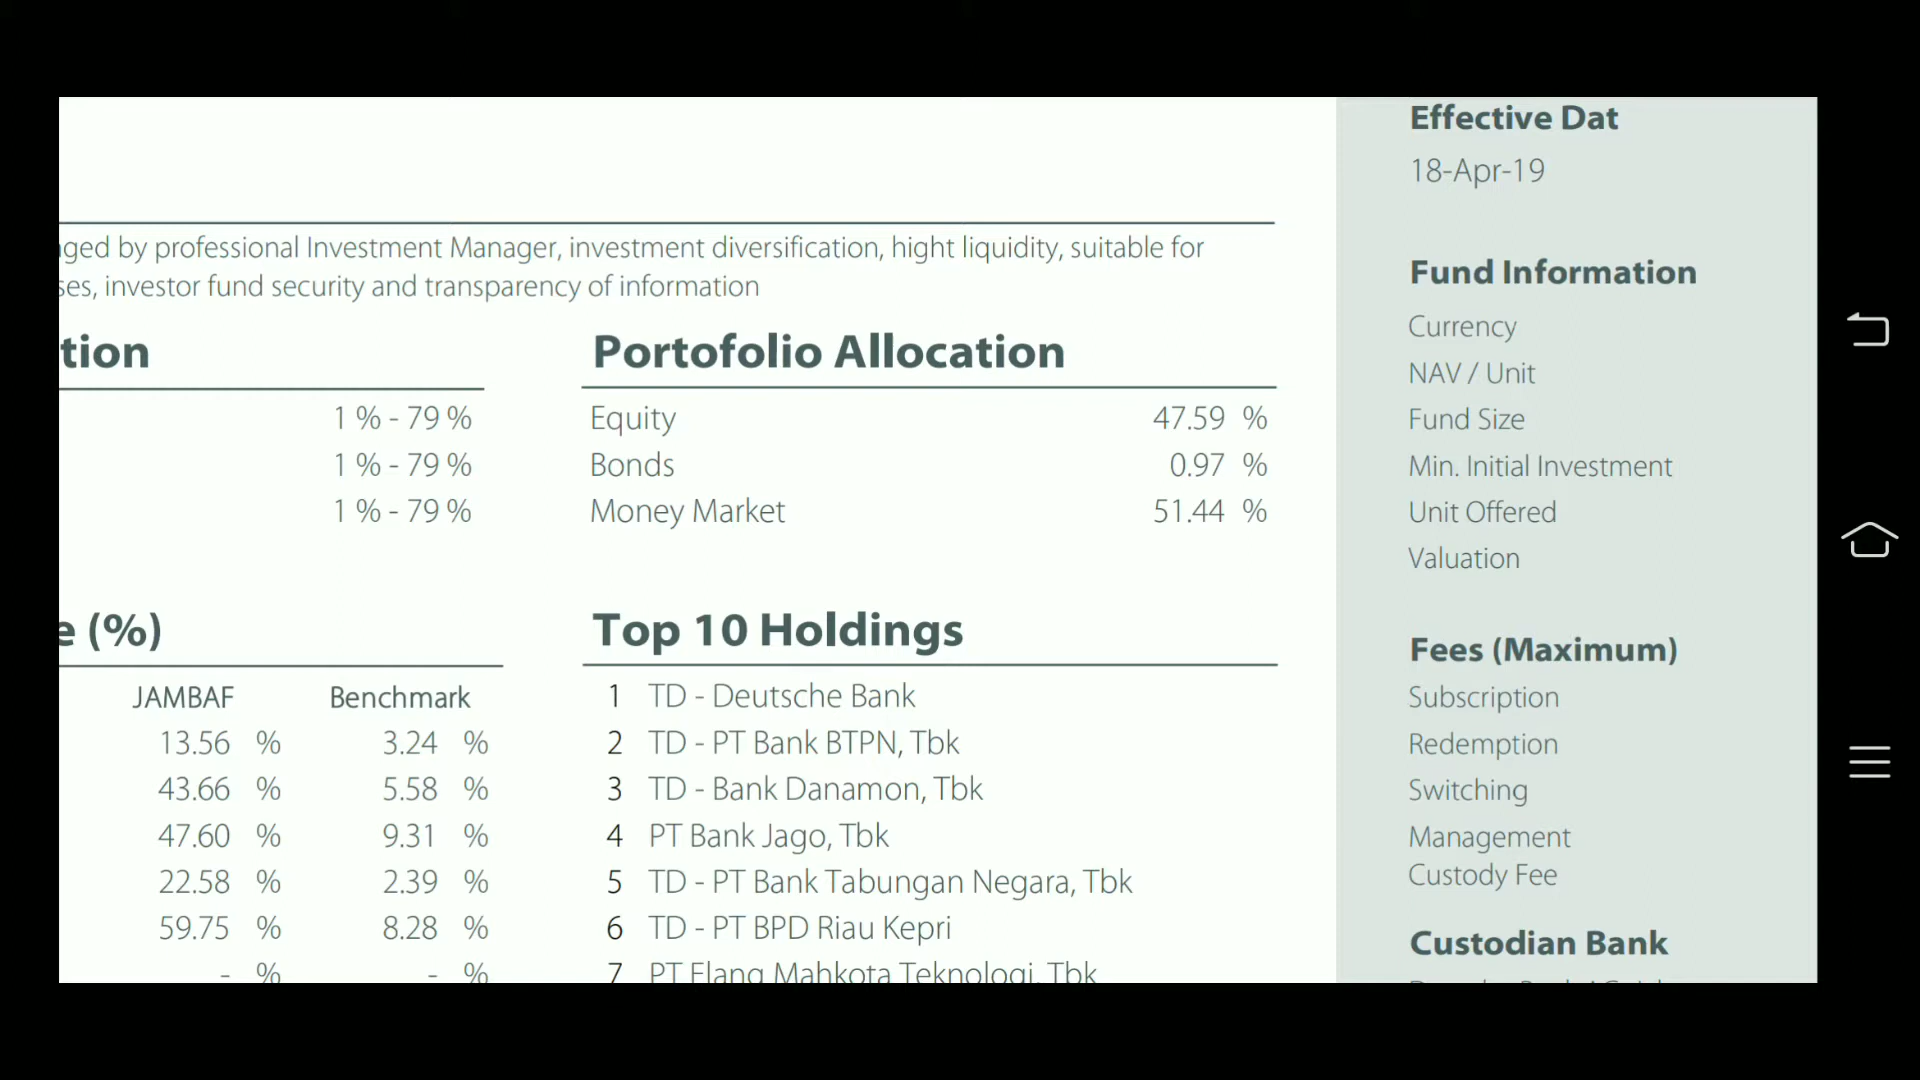 Effective Dat
18-Apr-19
aged by professional Investment Manager, investment diversification, hight liquidity, suitable for
ses, investor fund security and transparency of information
tion
1 % - 79 %
1 % - 79 %
1 % - 79 %
Portofolio Allocation
Equity 47.59 %
Bonds 0.97 %
Money Market 51.44 %
e (%)
JAMBAF Benchmark
13.56 % 3.24 %
43.66 % 5.58 %
47.60 % 9.31 %
22.58 % 2.39 %
59.75 % 8.28 %
- % - %
Top 10 Holdings
1 TD - Deutsche Bank
2 TD - PT Bank BTPN, Tbk
3 TD - Bank Danamon, Tbk
4 PT Bank Jago, Tbk
5 TD - PT Bank Tabungan Negara, Tbk
6 TD - PT BPD Riau Kepri
7 PT Elang Mahkota Teknologi, Tbk
Fund Information
Currency
NAV / Unit
Fund Size
Min. Initial Investment
Unit Offered
Valuation
Fees (Maximum)
Subscription
Redemption
Switching
Management
Custody Fee
Custodian Bank